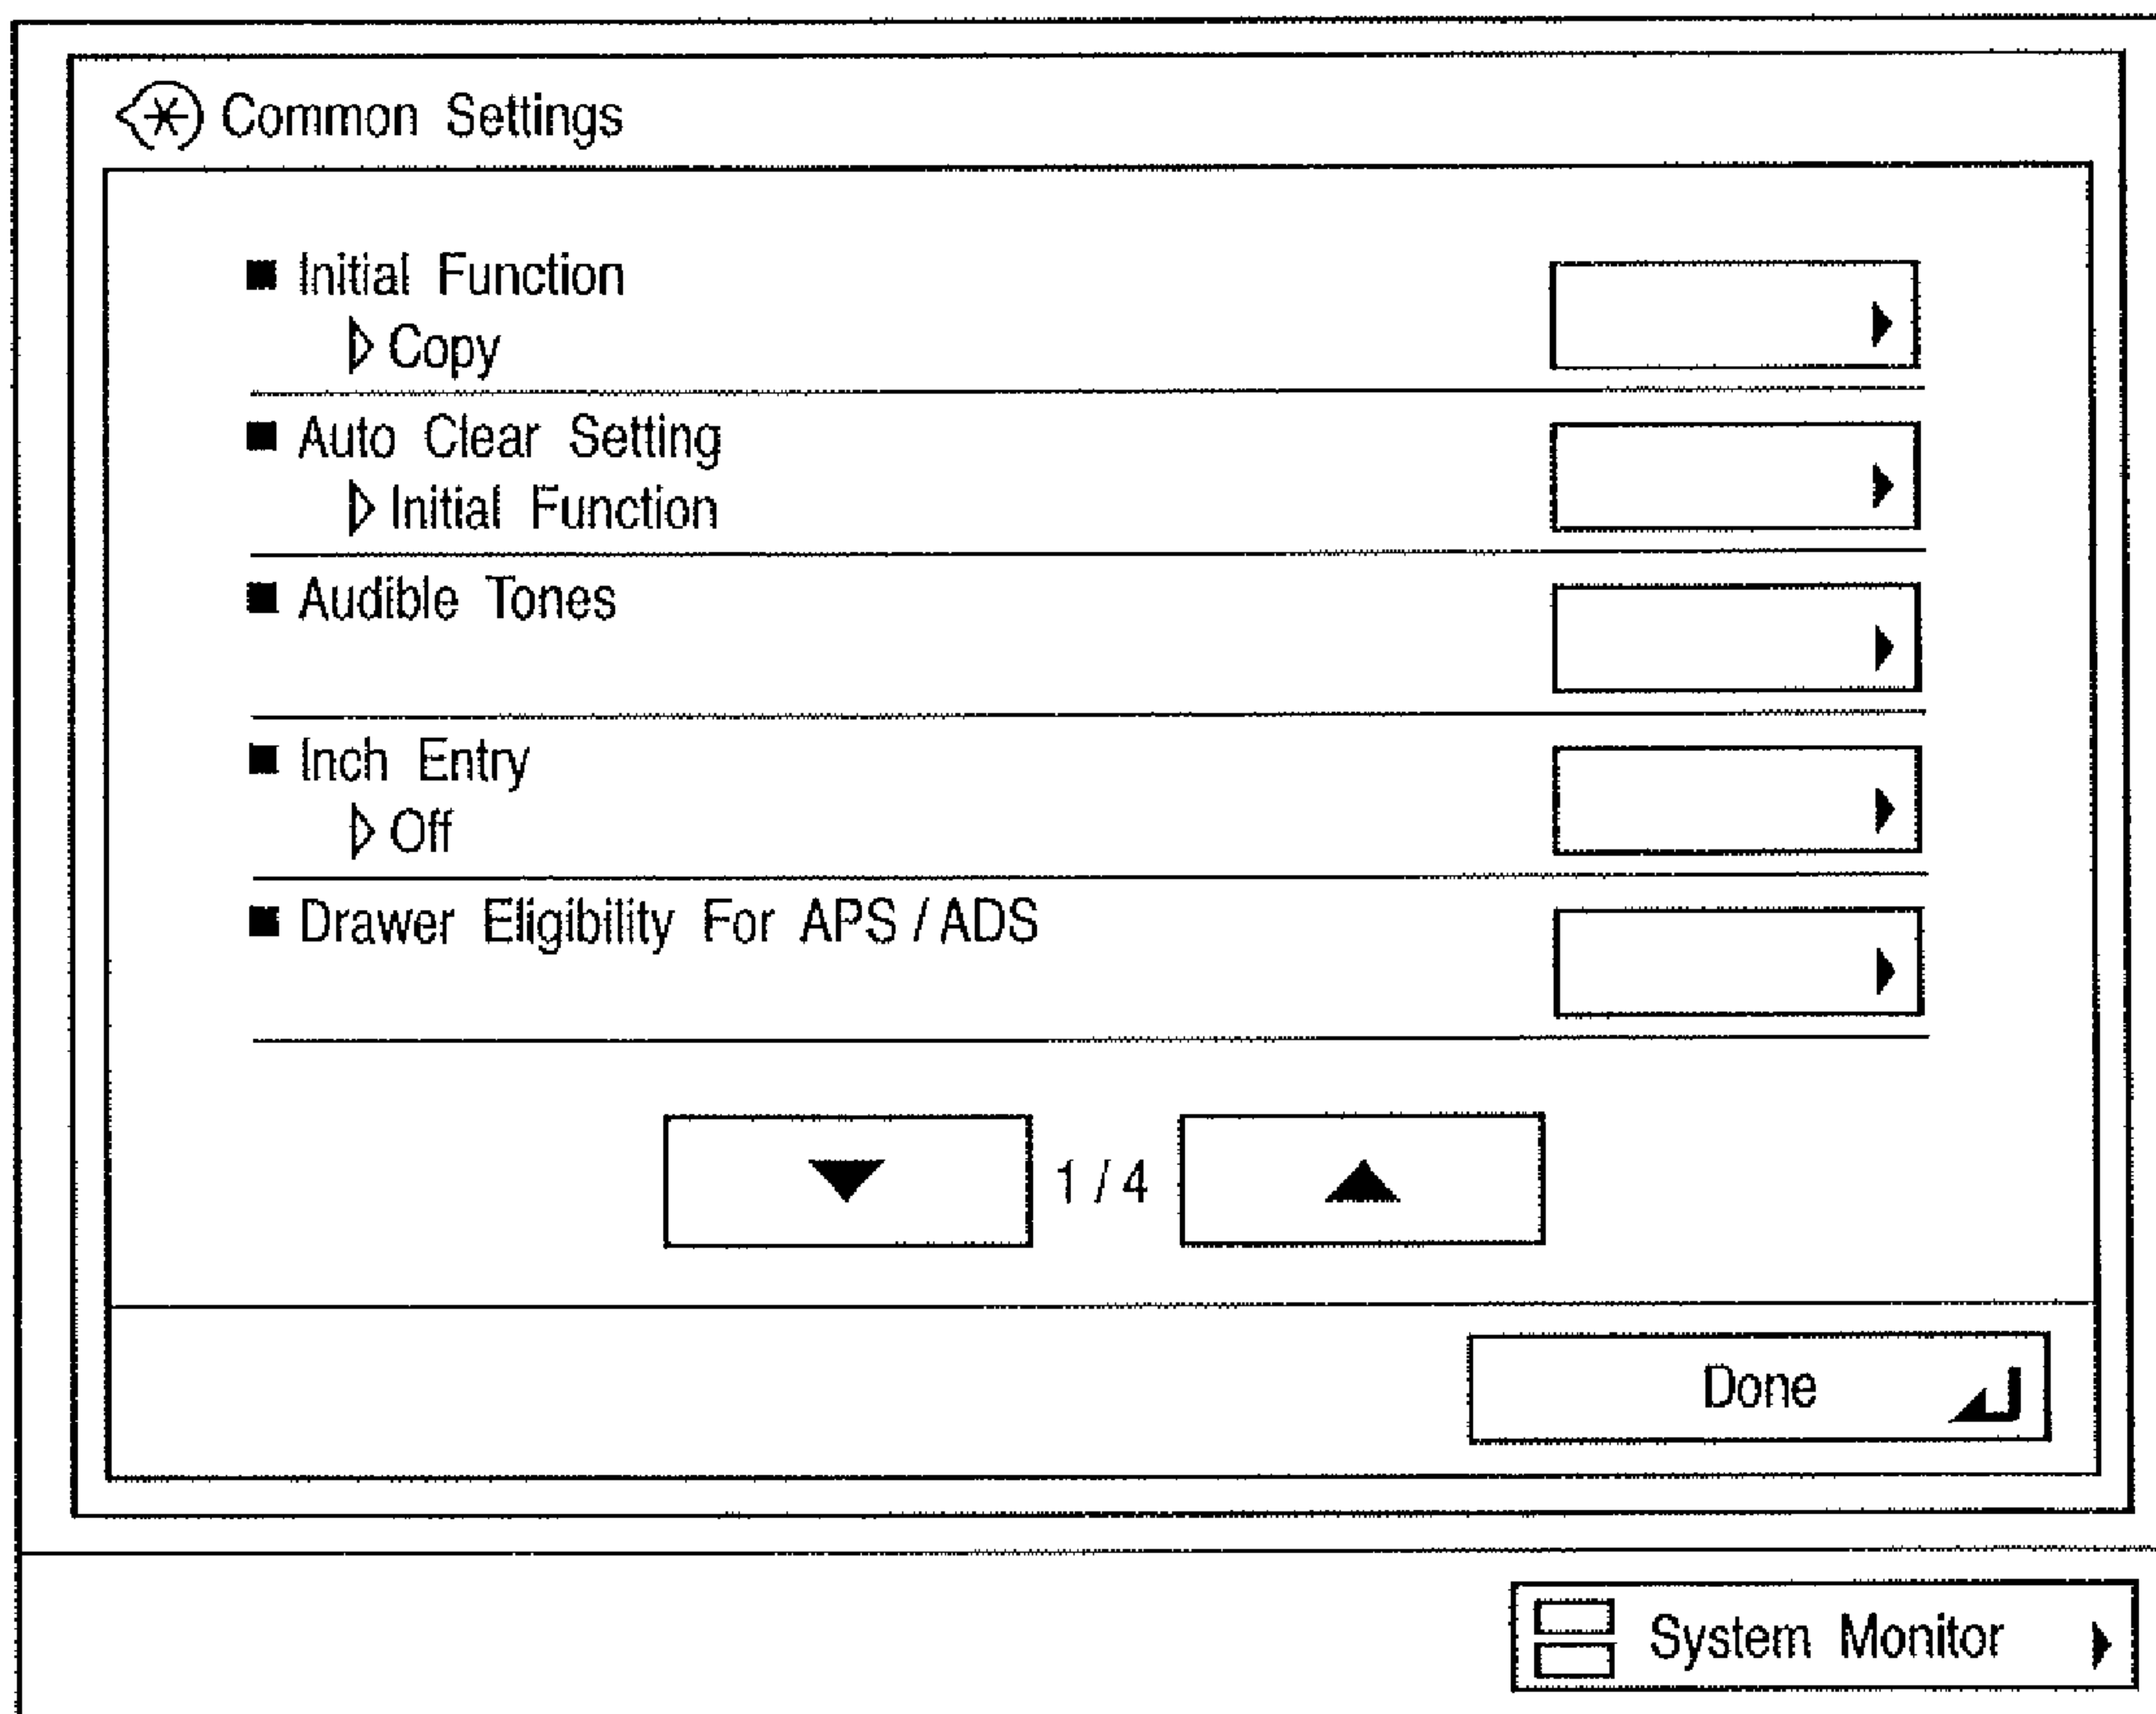 Common Settings
■ Initial Function
▷ Copy
■ Auto Clear Setting
▷ Initial Function
■ Audible Tones
■ Inch Entry
▷ Off
■ Drawer Eligibility For APS / ADS
▼ 1 / 4 ▲
Done
System Monitor